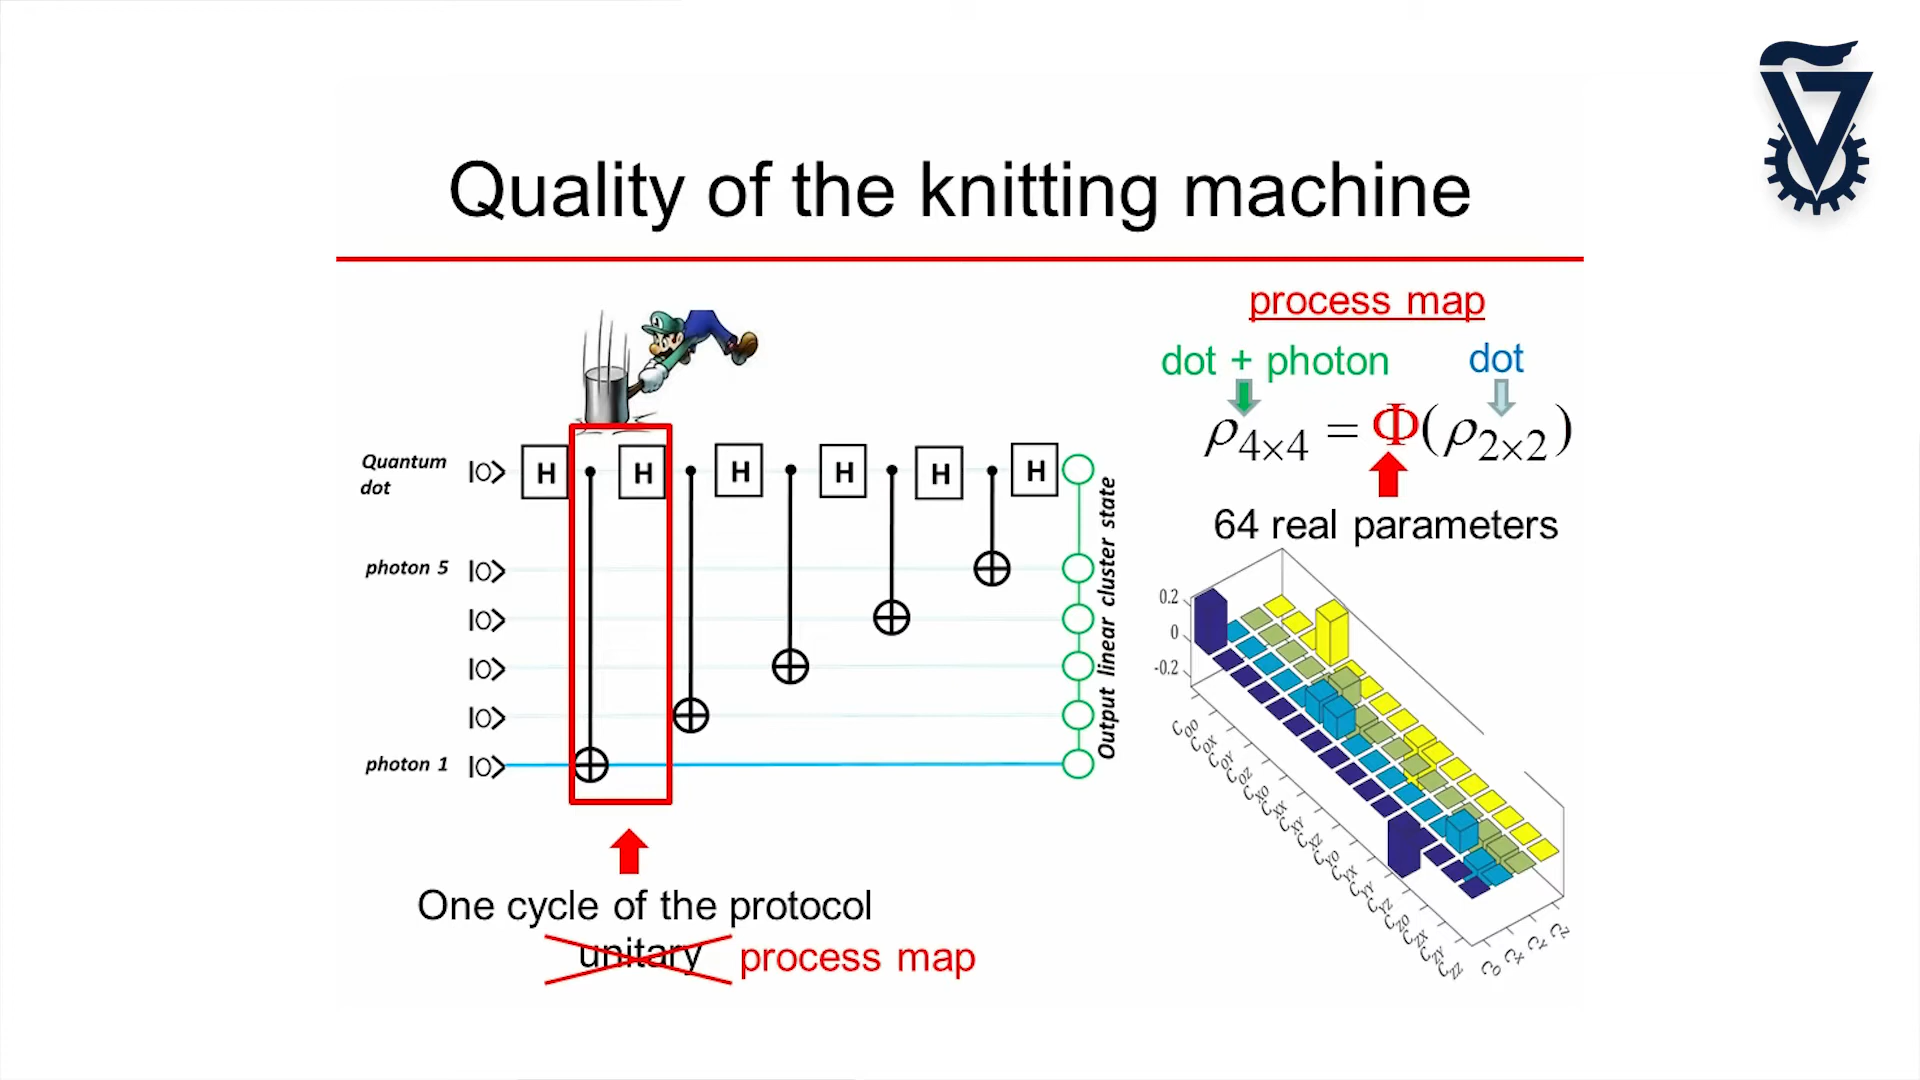 Quality of the knitting machine
process map
dot + photon
dot
ρ4×4 = Φ(ρ2×2)
64 real parameters
Quantum
dot
|0>
H
H
H
H
H
H
photon 5
|0>
|0>
|0>
|0>
photon 1
|0>
Output linear cluster state
0.2
0
-0.2
One cycle of the protocol
unitary
process map